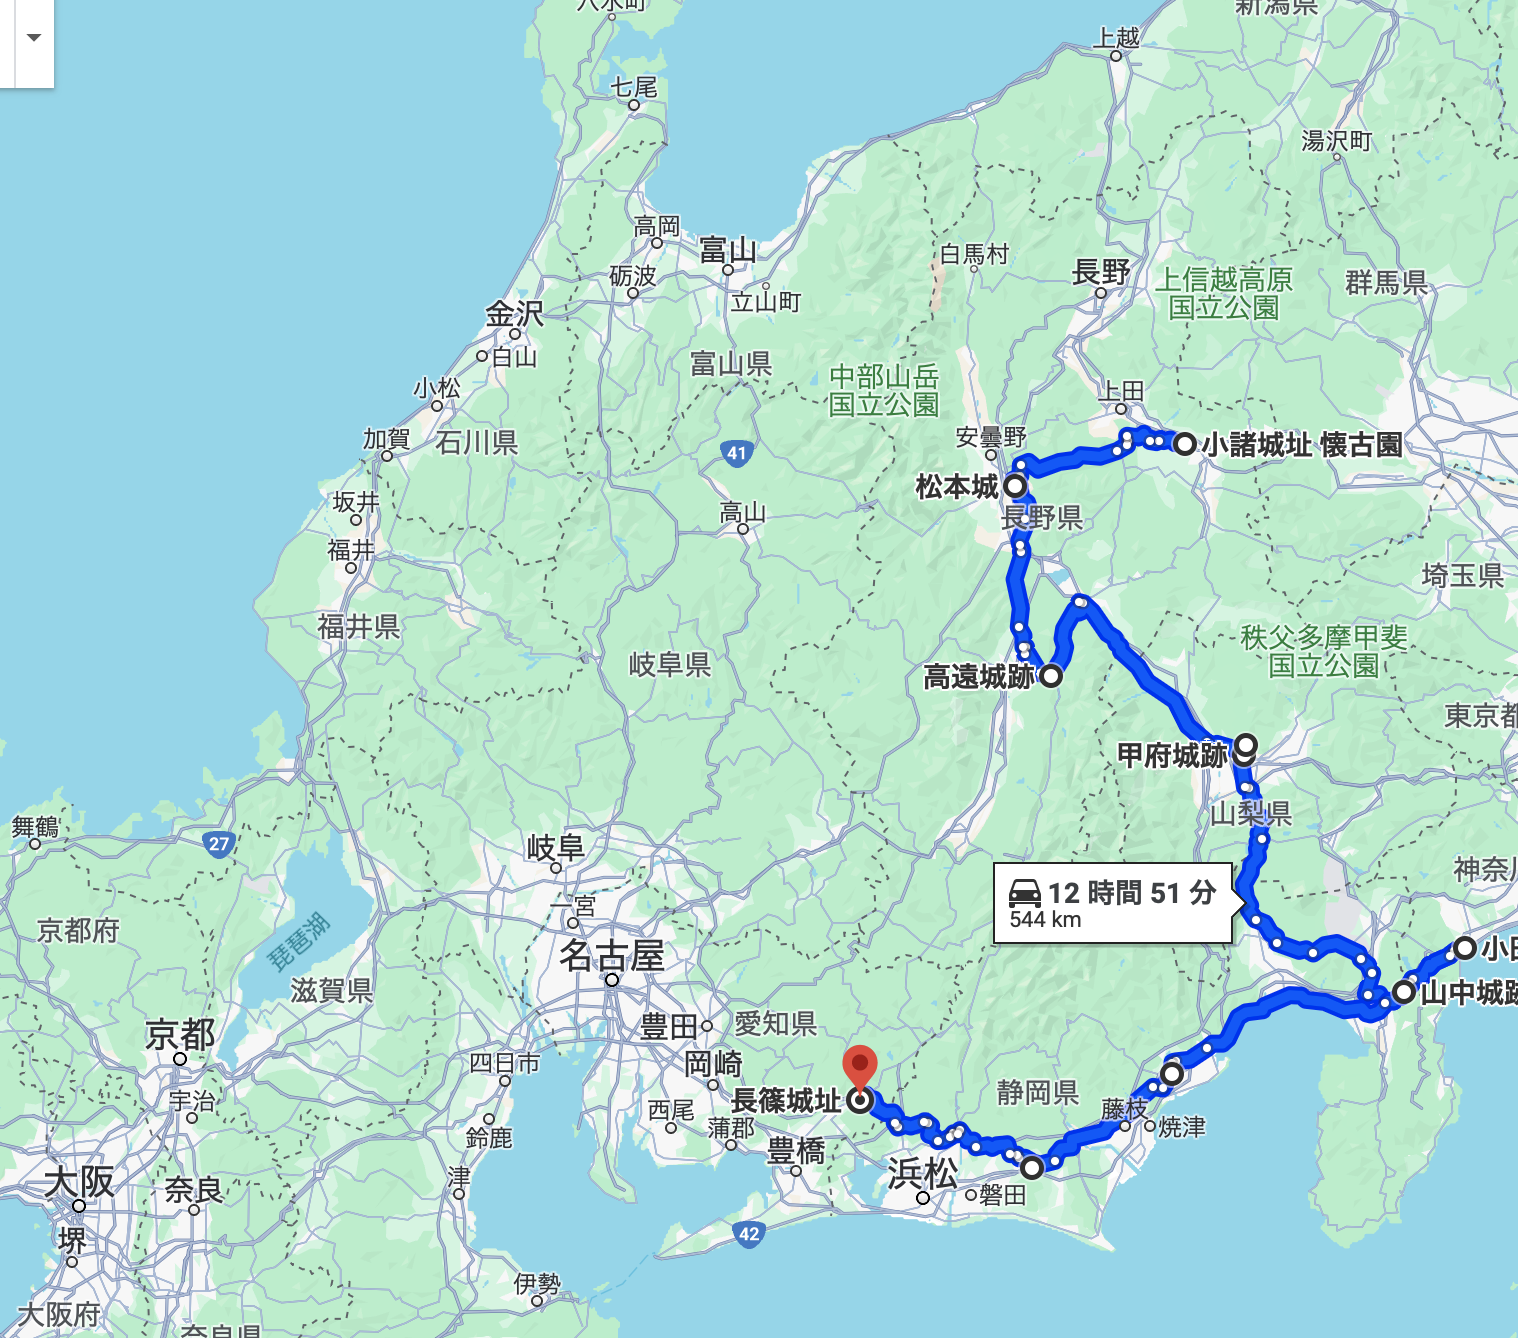 新潟県
上越
七尾
湯沢町
高岡
富山
白馬村
長野
上信越高原
国立公園
群馬県
砺波
立山町
金沢
白山
富山県
中部山岳
国立公園
小松
上田
加賀
石川県
41
安曇野
小諸城址 懐古園
松本城
坂井
高山
長野県
福井
埼玉県
福井県
岐阜県
秩父多摩甲斐
国立公園
高遠城跡
東京都
甲府城跡
山梨県
舞鶴
27
岐阜
12 時間 51 分
544 km
神奈川
一宮
京都府
琵琶湖
名古屋
小田
滋賀県
山中城跡
京都
豊田
愛知県
四日市
岡崎
静岡県
長篠城址
宇治
西尾
藤枝
焼津
鈴鹿
蒲郡
豊橋
大阪
奈良
津
浜松
磐田
42
堺
伊勢
大阪府
奈良県